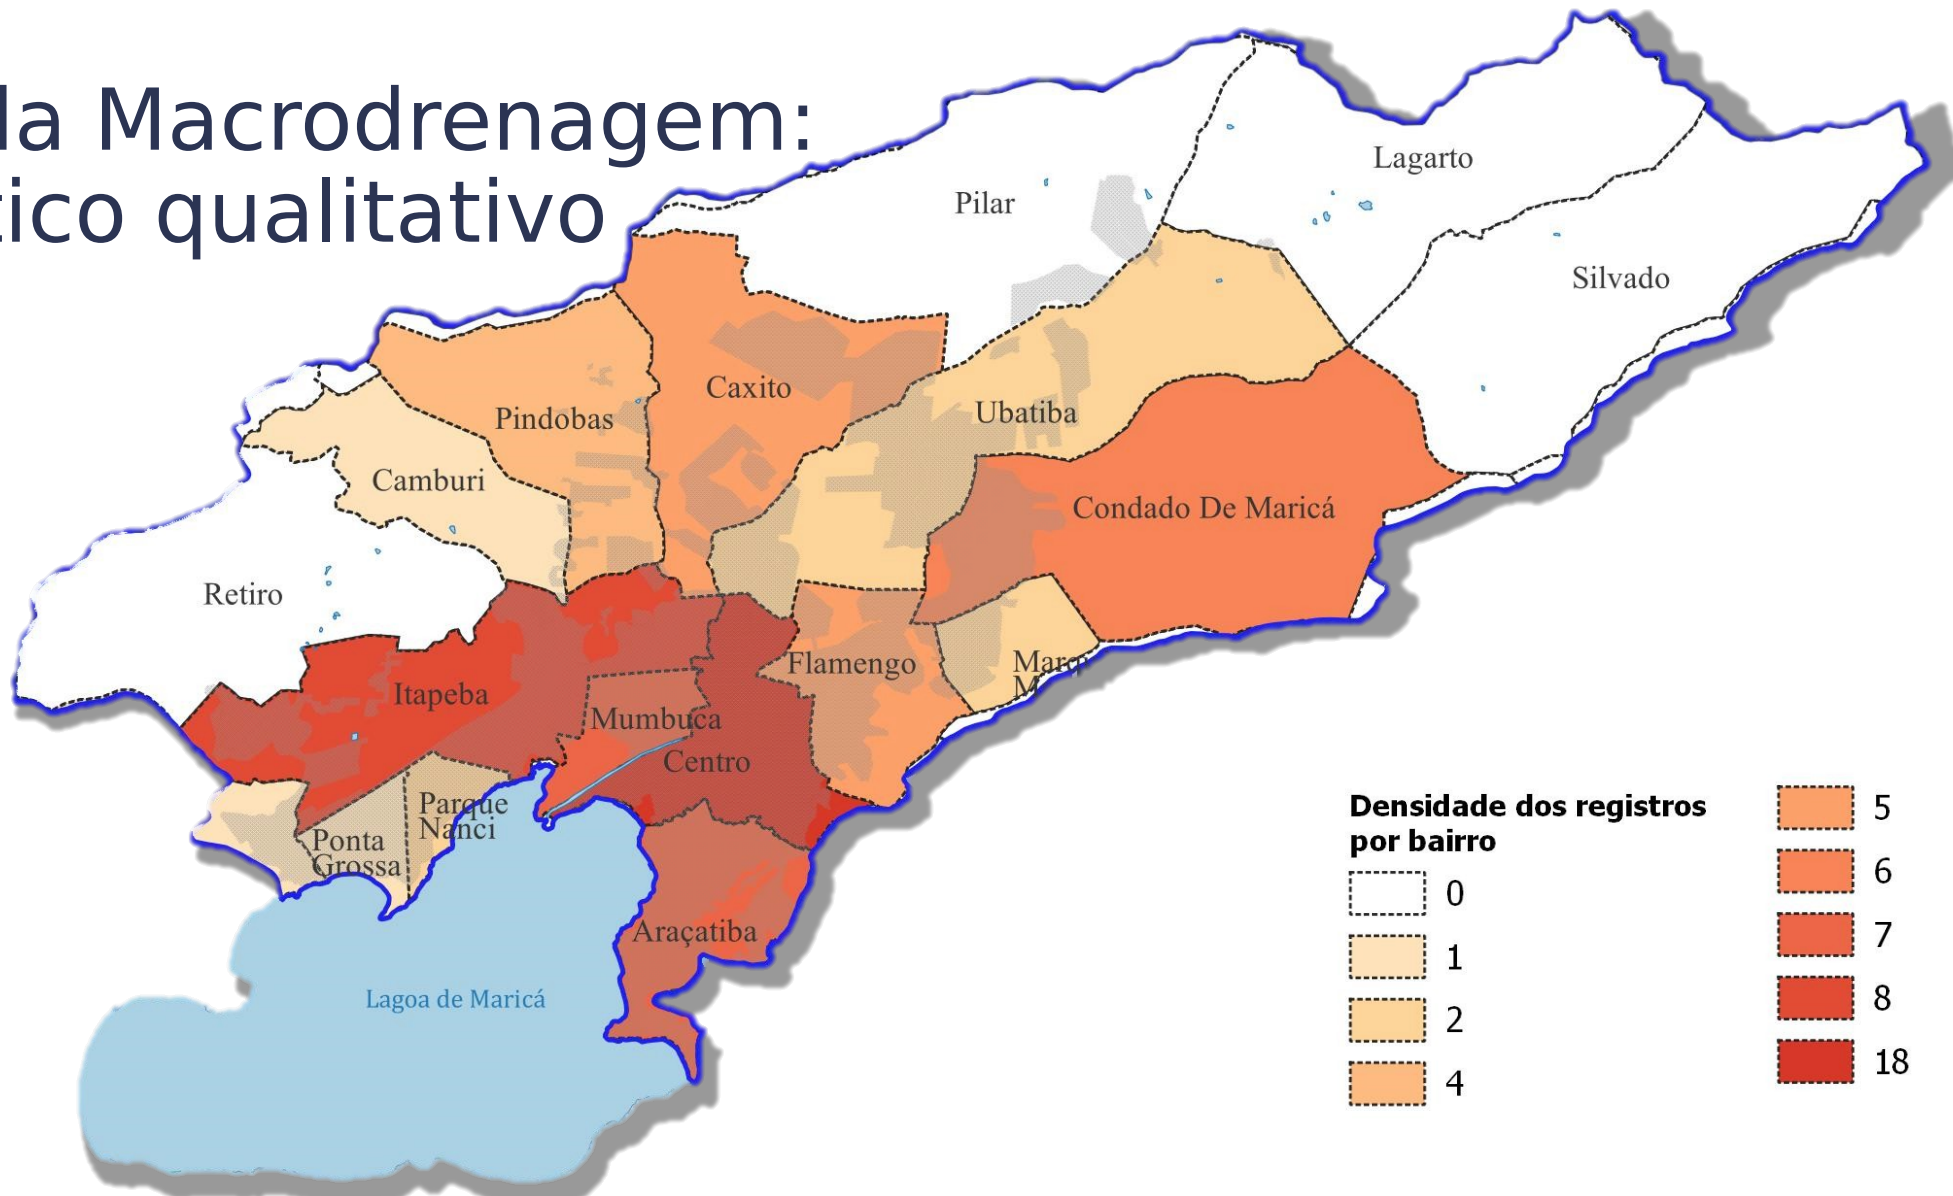 da Macrodrenagem:
tico qualitativo
Lagarto
Pilar
Silvado
Caxito
Pindobas
Ubatiba
Camburi
Condado De Maricá
Retiro
Flamengo
Itapeba
Mumbuca
Centro
Parque
Nanci
Ponta
Grossa
Araçatiba
Lagoa de Maricá
Densidade dos registros
por bairro
0
1
2
4
5
6
7
8
18